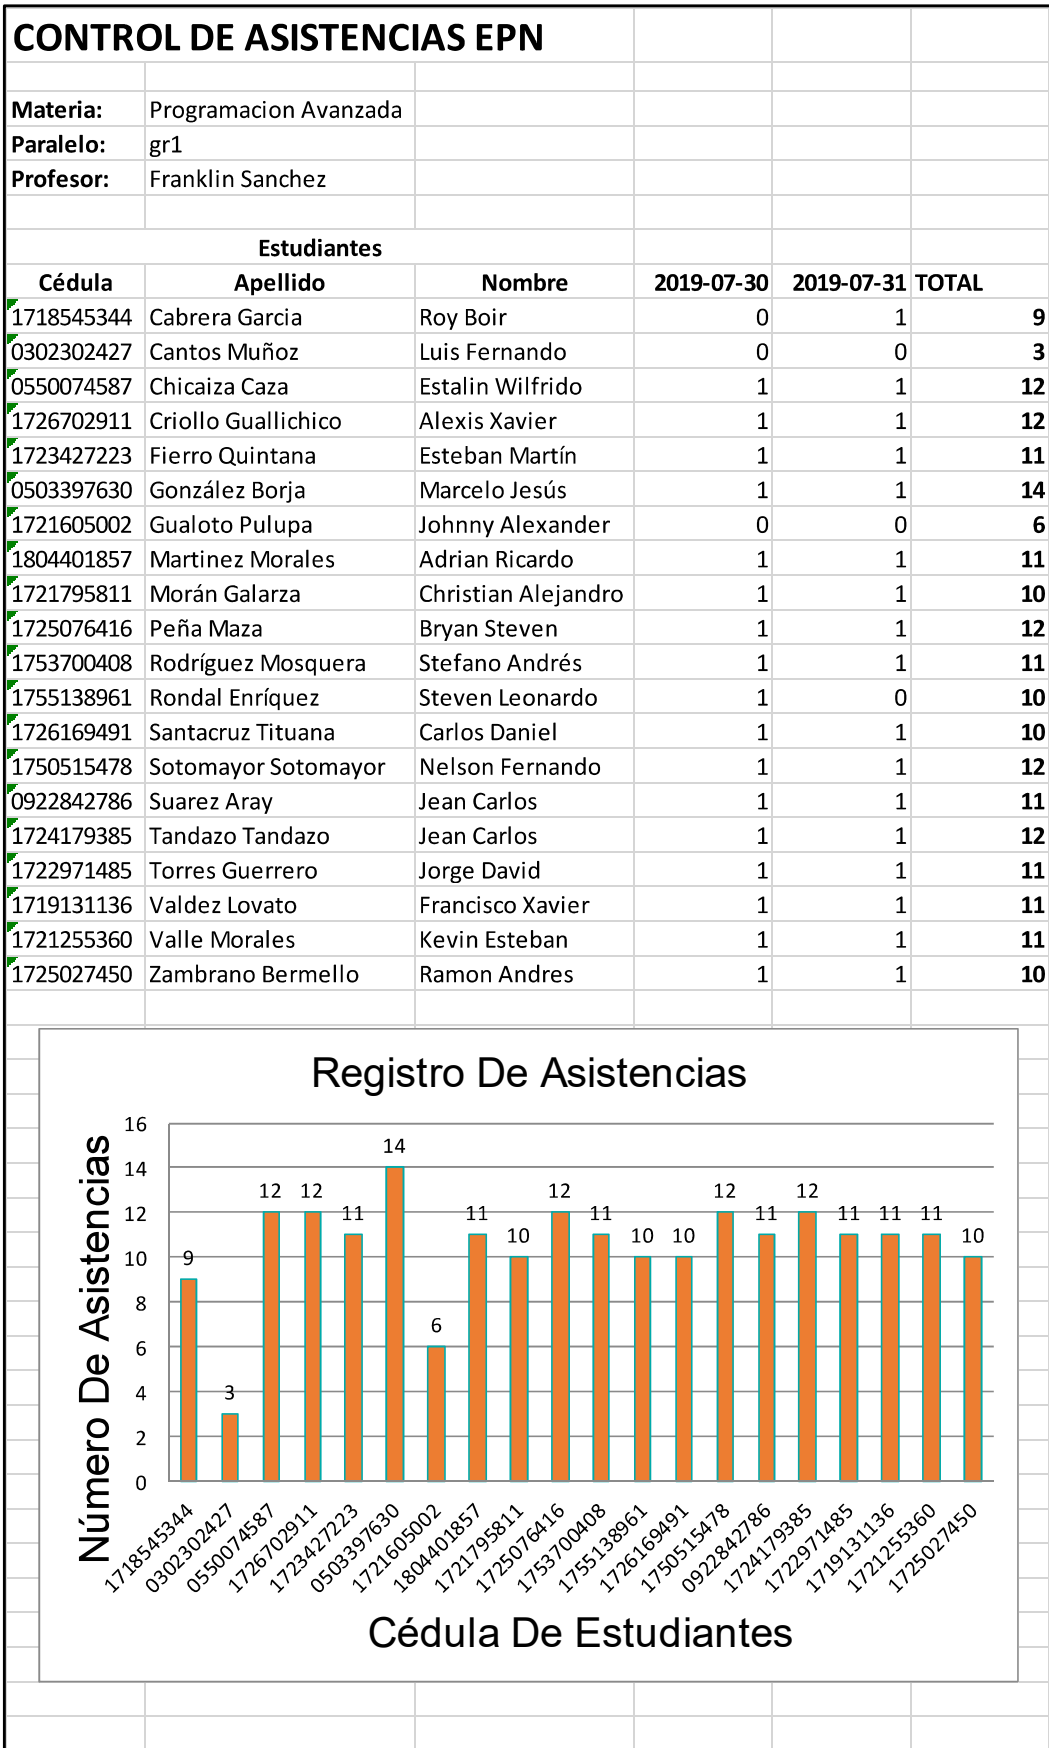 CONTROL DE ASISTENCIAS EPN
Materia: Programacion Avanzada
Paralelo: gr1
Profesor: Franklin Sanchez
Estudiantes
Cédula Apellido Nombre 2019-07-30 2019-07-31 TOTAL
1718545344 Cabrera Garcia Roy Boir 0 1 9
0302302427 Cantos Muñoz Luis Fernando 0 0 3
0550074587 Chicaiza Caza Estalin Wilfrido 1 1 12
1726702911 Criollo Guallichico Alexis Xavier 1 1 12
1723427223 Fierro Quintana Esteban Martín 1 1 11
0503397630 González Borja Marcelo Jesús 1 1 14
1721605002 Gualoto Pulupa Johnny Alexander 0 0 6
1804401857 Martinez Morales Adrian Ricardo 1 1 11
1721795811 Morán Galarza Christian Alejandro 1 1 10
1725076416 Peña Maza Bryan Steven 1 1 12
1753700408 Rodríguez Mosquera Stefano Andrés 1 1 11
1755138961 Rondal Enríquez Steven Leonardo 1 0 10
1726169491 Santacruz Tituana Carlos Daniel 1 1 10
1750515478 Sotomayor Sotomayor Nelson Fernando 1 1 12
0922842786 Suarez Aray Jean Carlos 1 1 11
1724179385 Tandazo Tandazo Jean Carlos 1 1 12
1722971485 Torres Guerrero Jorge David 1 1 11
1719131136 Valdez Lovato Francisco Xavier 1 1 11
1721255360 Valle Morales Kevin Esteban 1 1 11
1725027450 Zambrano Bermello Ramon Andres 1 1 10
Registro De Asistencias
Número De Asistencias
16
14
12
10
8
6
4
2
0
9 3 12 12 11 14 6 11 10 12 11 10 10 12 11 12 11 11 11 10
1718545344 0302302427 0550074587 1726702911 1723427223 0503397630 1721605002 1804401857 1721795811 1725076416 1753700408 1755138961 1726169491 1750515478 0922842786 1724179385 1722971485 1719131136 1721255360 1725027450
Cédula De Estudiantes